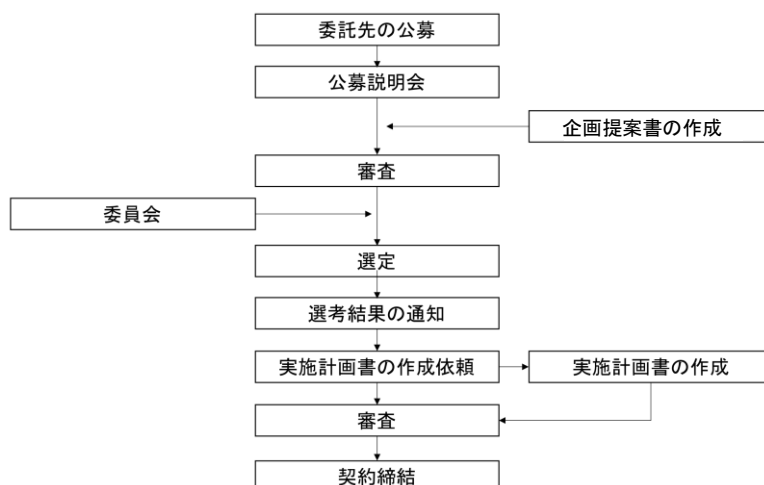 委託先の公募
公募説明会
企画提案書の作成
審査
委員会
選定
選考結果の通知
実施計画書の作成依頼
実施計画書の作成
審査
契約締結